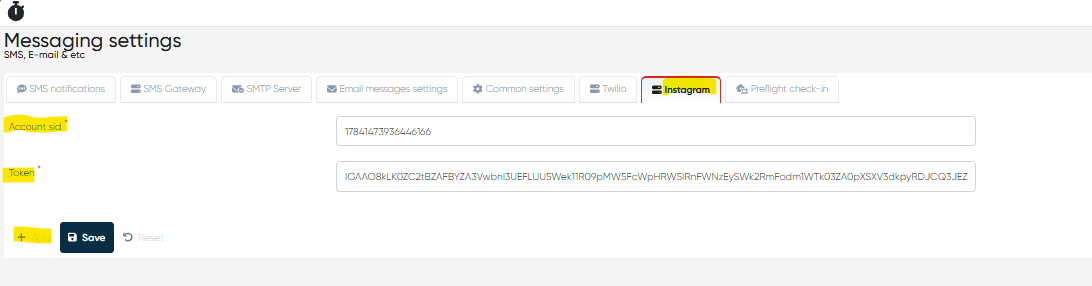 Messaging settings
SMS, E-mail & etc
SMS notifications
SMS Gateway
SMTP Server
Email messages settings
Common settings
Twilio
Instagram
Preflight check-in
Account sid *
17841473936446166
Token *
+ Add
Save
Reset